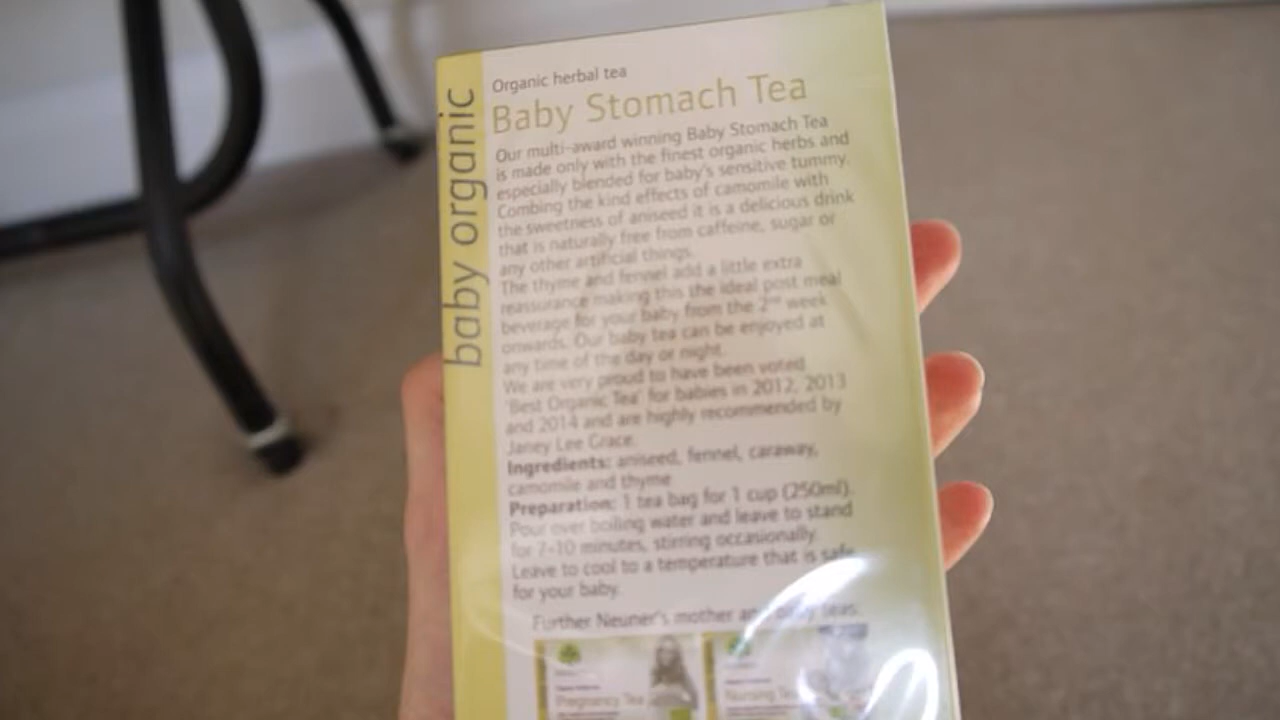 baby organic
Organic herbal tea
Baby Stomach Tea
Our multi-award winning Baby Stomach Tea
is made only with the finest organic herbs and
especially blended for baby's sensitive tummy.
Combing the kind effects of camomile with
the sweetness of aniseed it is a delicious drink
that is naturally free from caffeine, sugar or
any other artificial things.
The thyme and fennel add a little extra
reassurance making this the ideal post meal
beverage for your baby from the 2nd week
onwards. Our baby tea can be enjoyed at
any time of the day or night.
We are very proud to have been voted
'Best Organic Tea' for babies in 2012, 2013
and 2014 and are highly recommended by
Janey Lee Grace.
Ingredients: aniseed, fennel, caraway,
camomile and thyme
Preparation: 1 tea bag for 1 cup (250ml).
Pour over boiling water and leave to stand
for 7-10 minutes, stirring occasionally.
Leave to cool to a temperature that is safe
for your baby.
Further Neuner's mother and baby teas:
Pregnancy Tea
Nursing Tea